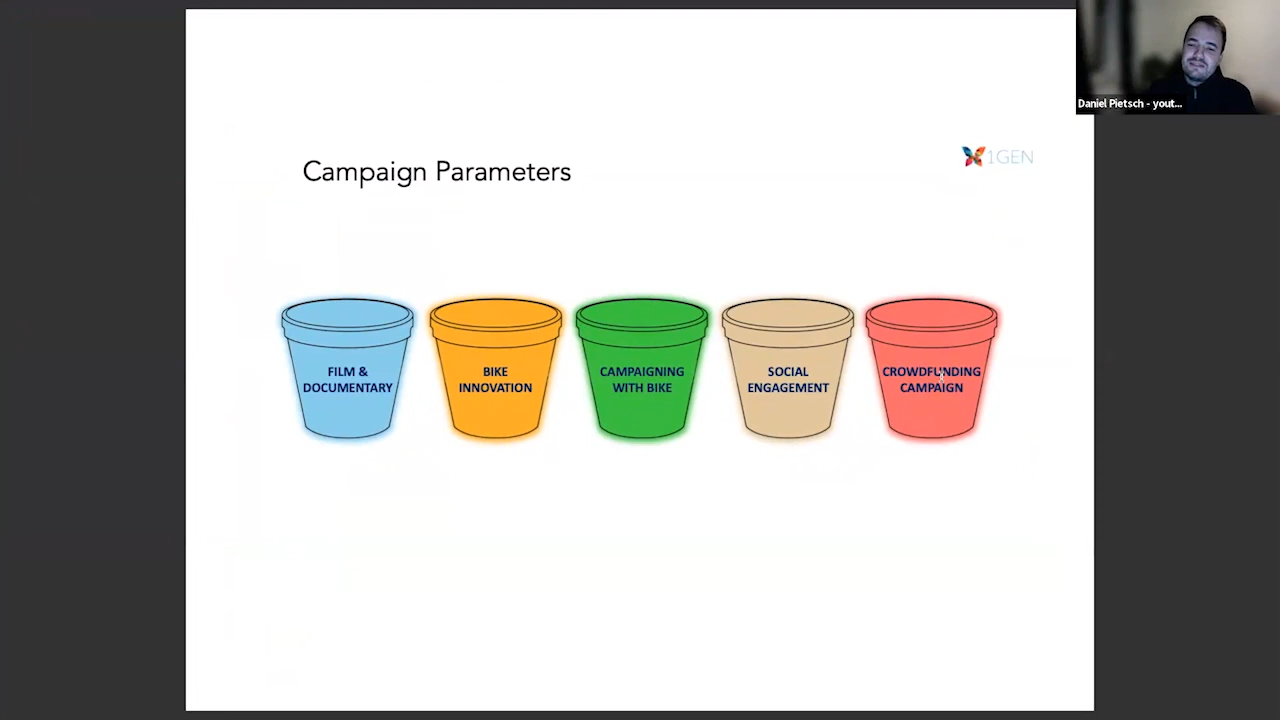 Daniel Pietsch - yout...
Campaign Parameters
1GEN
FILM &
DOCUMENTARY
BIKE
INNOVATION
CAMPAIGNING
WITH BIKE
SOCIAL
ENGAGEMENT
CROWDFUNDING
CAMPAIGN